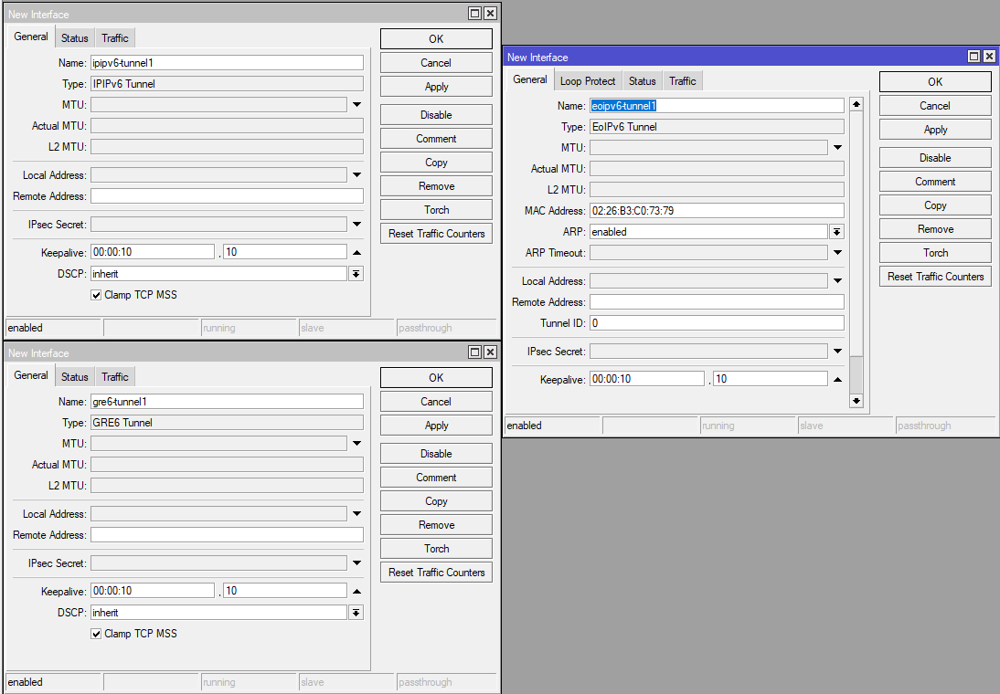 New Interface
General Status Traffic
Name: ipipv6-tunnel1
Type: IPIPv6 Tunnel
MTU:
Actual MTU:
L2 MTU:
Local Address:
Remote Address:
IPsec Secret:
Keepalive: 00:00:10 , 10
DSCP: inherit
Clamp TCP MSS
OK
Cancel
Apply
Disable
Comment
Copy
Remove
Torch
Reset Traffic Counters
enabled running slave passthrough
New Interface
General Status Traffic
Name: gre6-tunnel1
Type: GRE6 Tunnel
MTU:
Actual MTU:
L2 MTU:
Local Address:
Remote Address:
IPsec Secret:
Keepalive: 00:00:10 , 10
DSCP: inherit
Clamp TCP MSS
OK
Cancel
Apply
Disable
Comment
Copy
Remove
Torch
Reset Traffic Counters
enabled running slave passthrough
New Interface
General Loop Protect Status Traffic
Name: eoipv6-tunnel1
Type: EoIPv6 Tunnel
MTU:
Actual MTU:
L2 MTU:
MAC Address: 02:26:B3:C0:73:79
ARP: enabled
ARP Timeout:
Local Address:
Remote Address:
Tunnel ID: 0
IPsec Secret:
Keepalive: 00:00:10 , 10
OK
Cancel
Apply
Disable
Comment
Copy
Remove
Torch
Reset Traffic Counters
enabled running slave passthrough